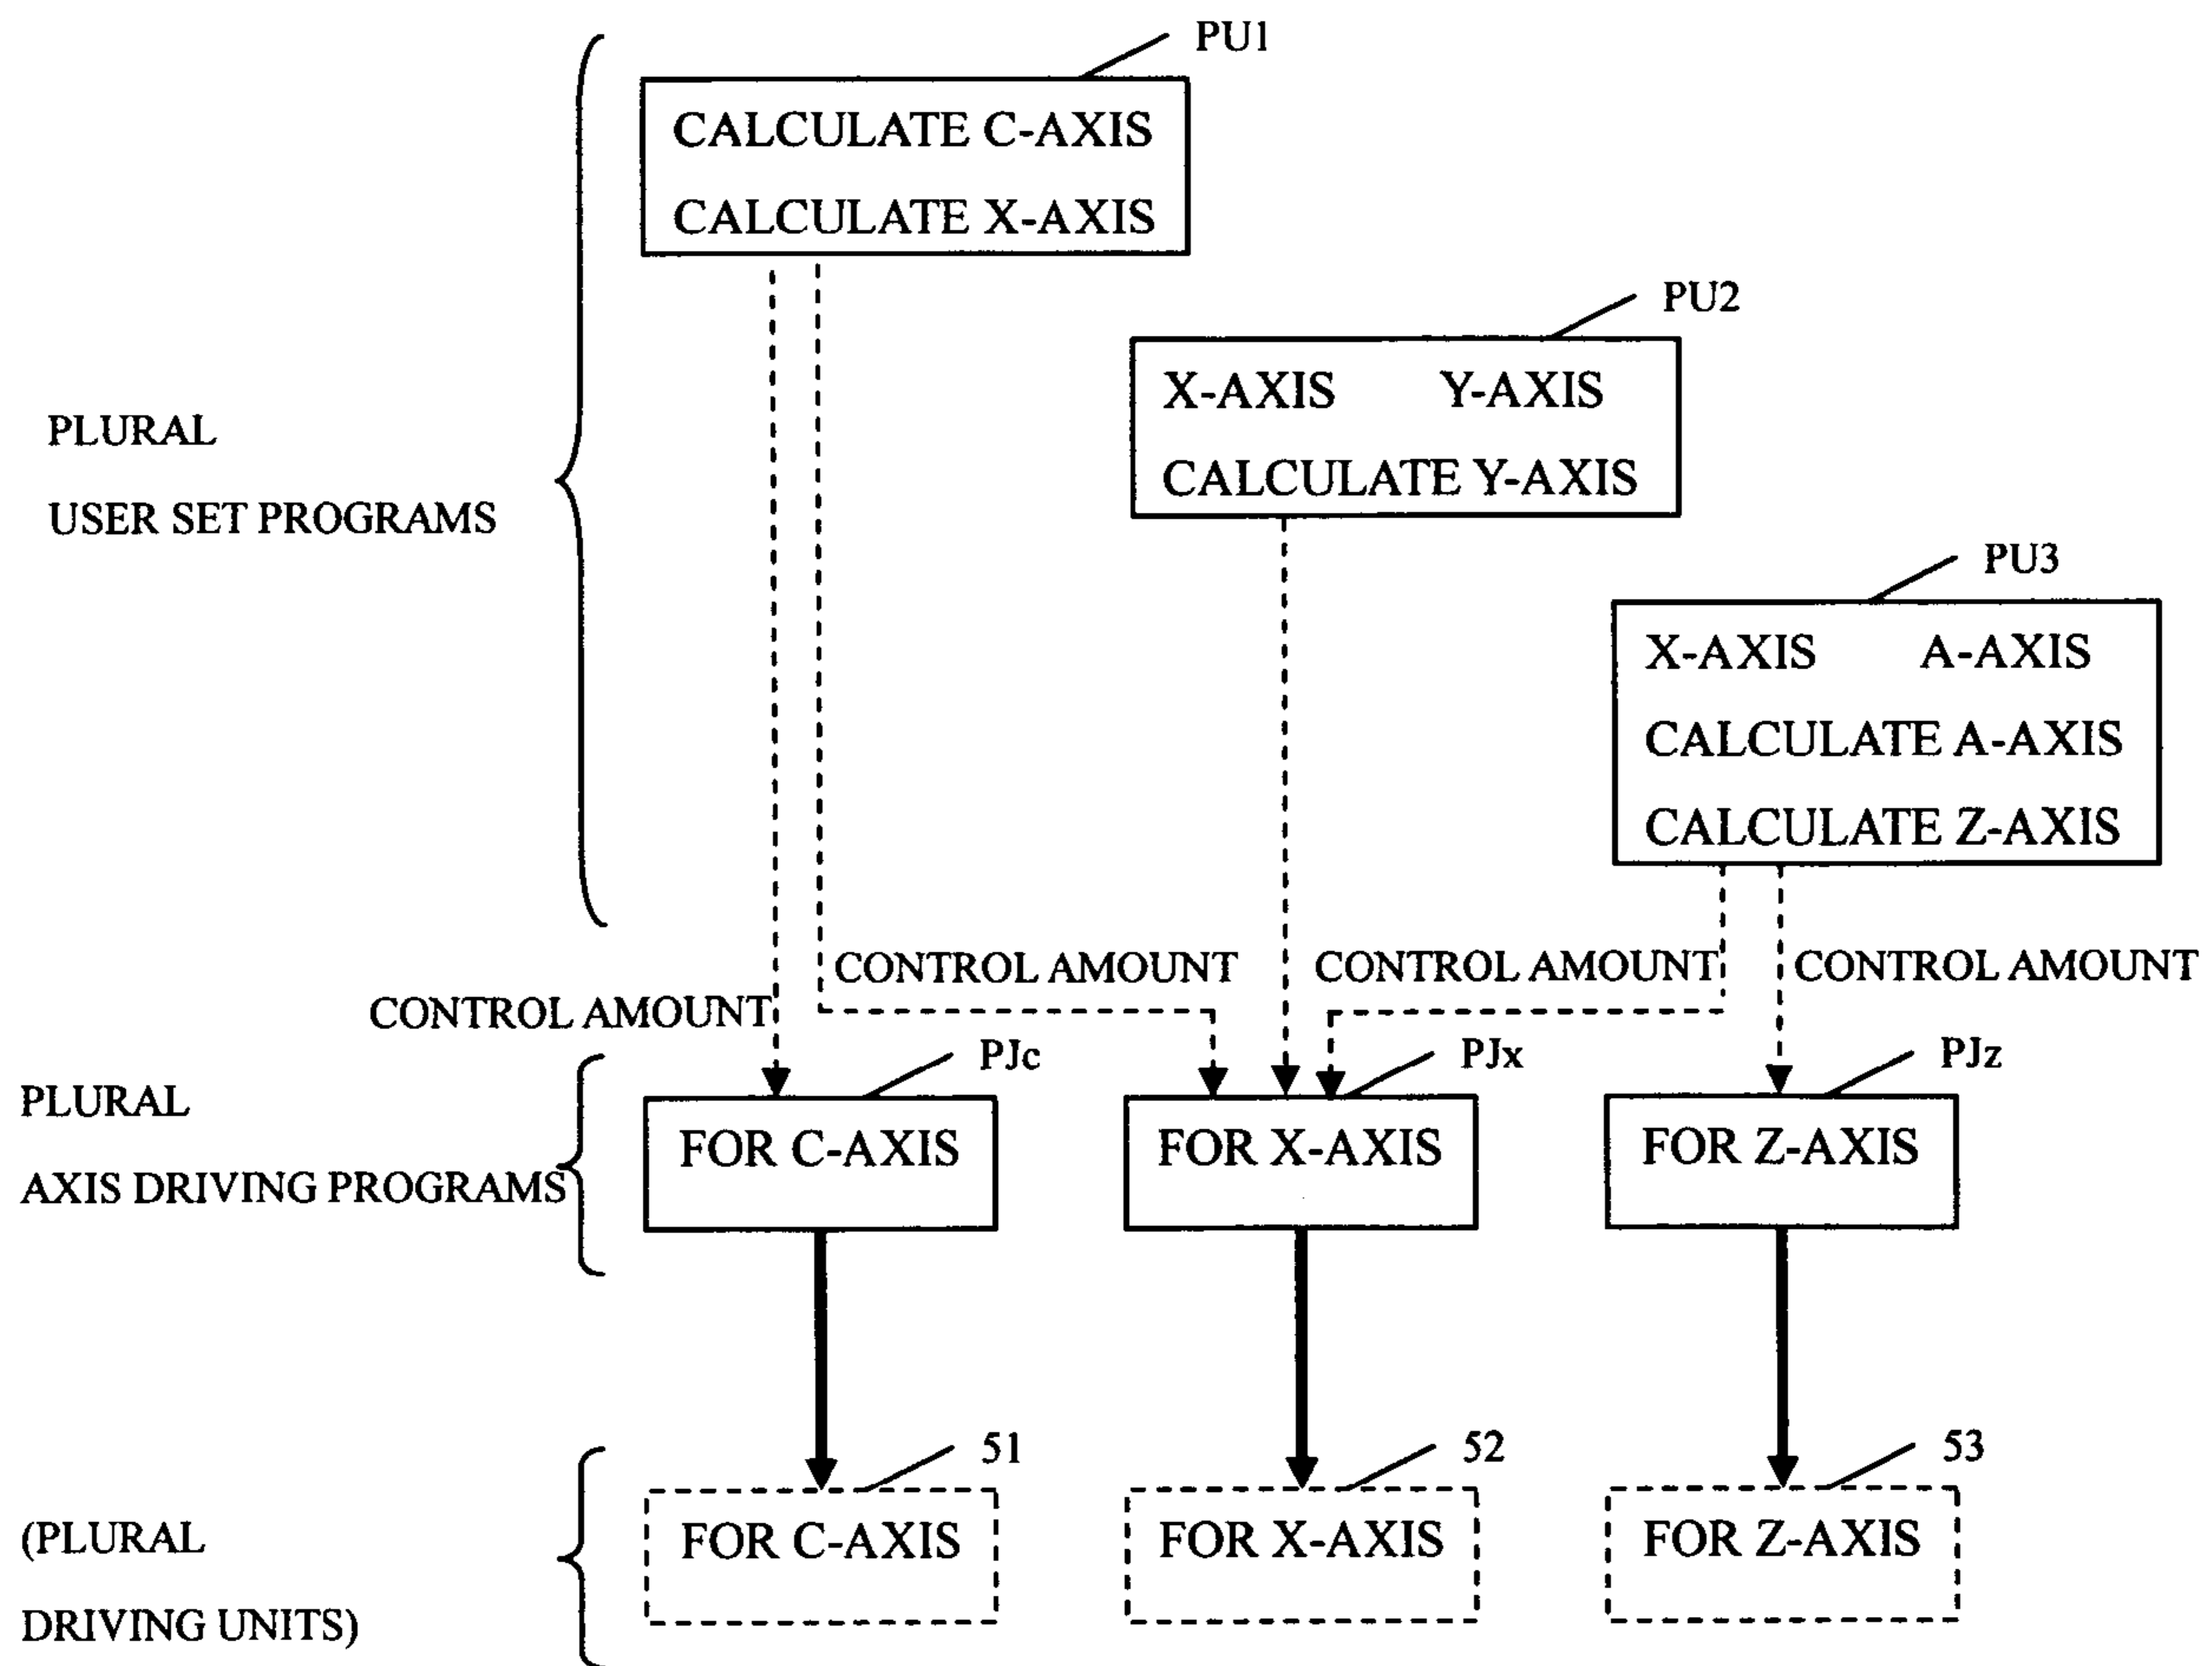 PU1
CALCULATE C-AXIS
CALCULATE X-AXIS
PU2
X-AXIS Y-AXIS
CALCULATE Y-AXIS
PLURAL
USER SET PROGRAMS
PU3
X-AXIS A-AXIS
CALCULATE A-AXIS
CALCULATE Z-AXIS
CONTROL AMOUNT
CONTROL AMOUNT
CONTROL AMOUNT
CONTROL AMOUNT
PJc
PJx
PJz
PLURAL
AXIS DRIVING PROGRAMS
FOR C-AXIS
FOR X-AXIS
FOR Z-AXIS
51
52
53
(PLURAL
DRIVING UNITS)
FOR C-AXIS
FOR X-AXIS
FOR Z-AXIS